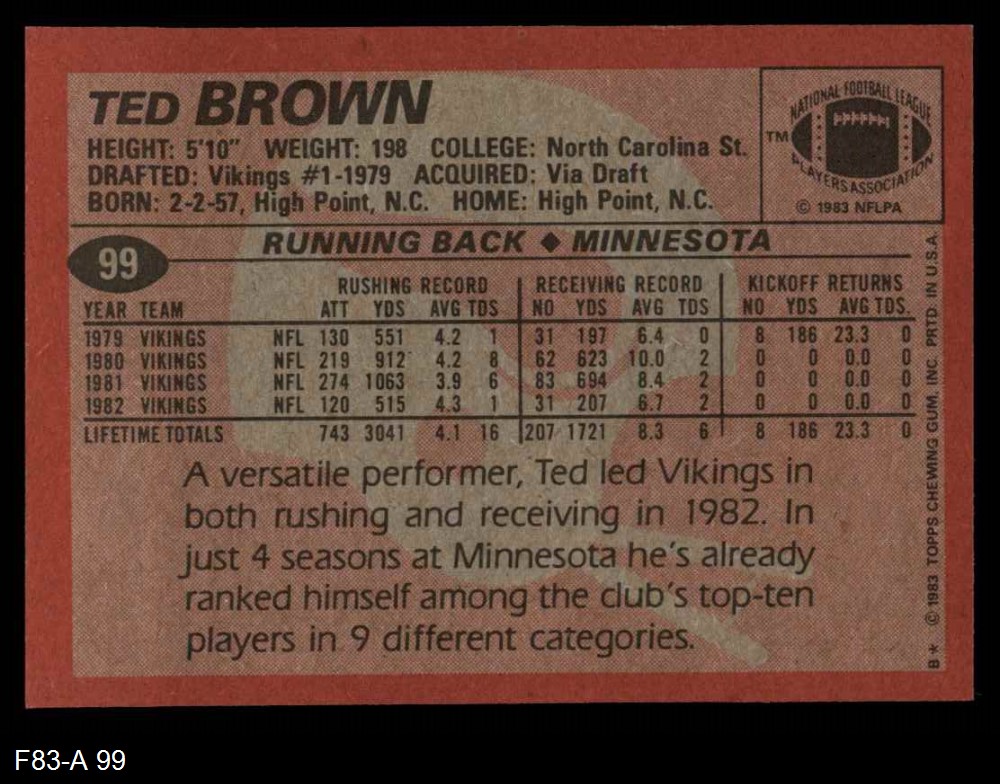 TED BROWN
HEIGHT: 5'10" WEIGHT: 198 COLLEGE: North Carolina St.
DRAFTED: Vikings #1-1979 ACQUIRED: Via Draft
BORN: 2-2-57, High Point, N.C. HOME: High Point, N.C.
NATIONAL FOOTBALL LEAGUE
PLAYERS ASSOCIATION
TM
© 1983 NFLPA
99
RUNNING BACK ◆ MINNESOTA
RUSHING RECORD RECEIVING RECORD KICKOFF RETURNS
YEAR TEAM ATT YDS AVG TDS NO YDS AVG TDS NO YDS AVG TDS.
1979 VIKINGS NFL 130 551 4.2 1 31 197 6.4 0 8 186 23.3 0
1980 VIKINGS NFL 219 912 4.2 8 62 623 10.0 2 0 0 0.0 0
1981 VIKINGS NFL 274 1063 3.9 6 83 694 8.4 2 0 0 0.0 0
1982 VIKINGS NFL 120 515 4.3 1 31 207 6.7 2 0 0 0.0 0
LIFETIME TOTALS 743 3041 4.1 16 207 1721 8.3 6 8 186 23.3 0
A versatile performer, Ted led Vikings in
both rushing and receiving in 1982. In
just 4 seasons at Minnesota he's already
ranked himself among the club's top-ten
players in 9 different categories.
B* © 1983 TOPPS CHEWING GUM, INC. PRTD. IN U.S.A.
F83-A 99